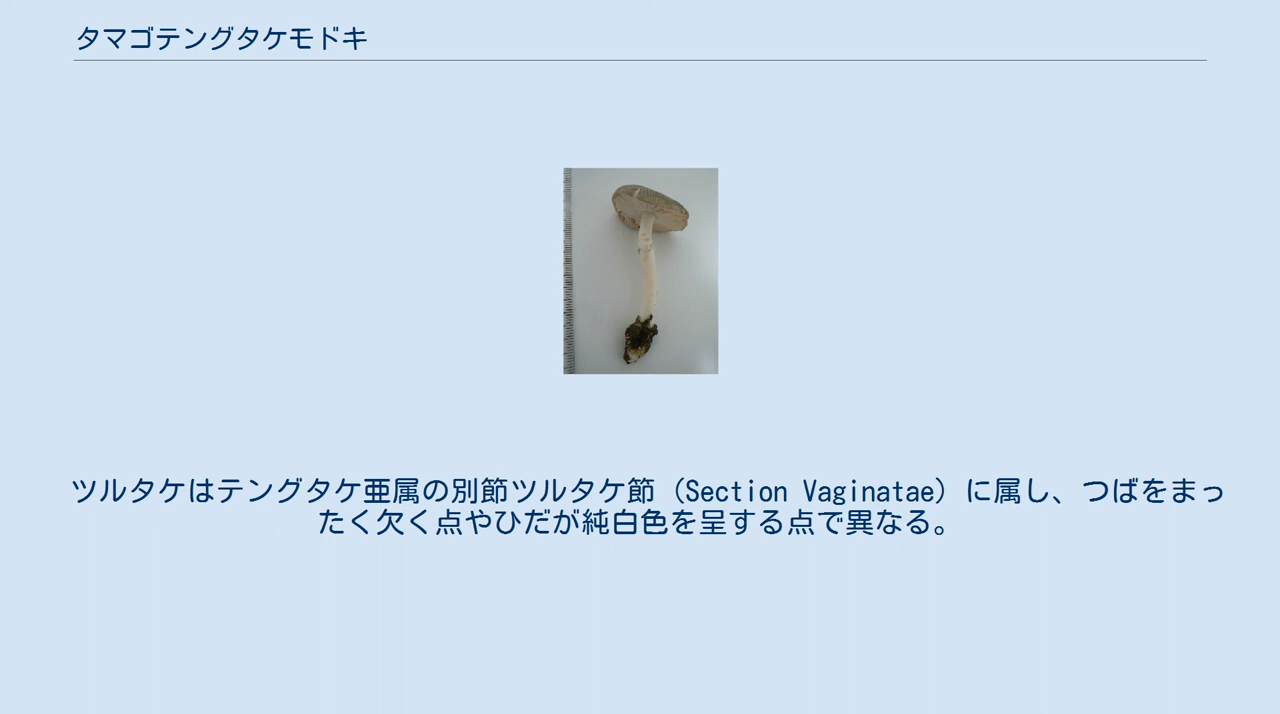 タマゴテングタケモドキ
ツルタケはテングタケ亜属の別節ツルタケ節（Section Vaginatae）に属し、つばをまっ
たく欠く点やひだが純白色を呈する点で異なる。